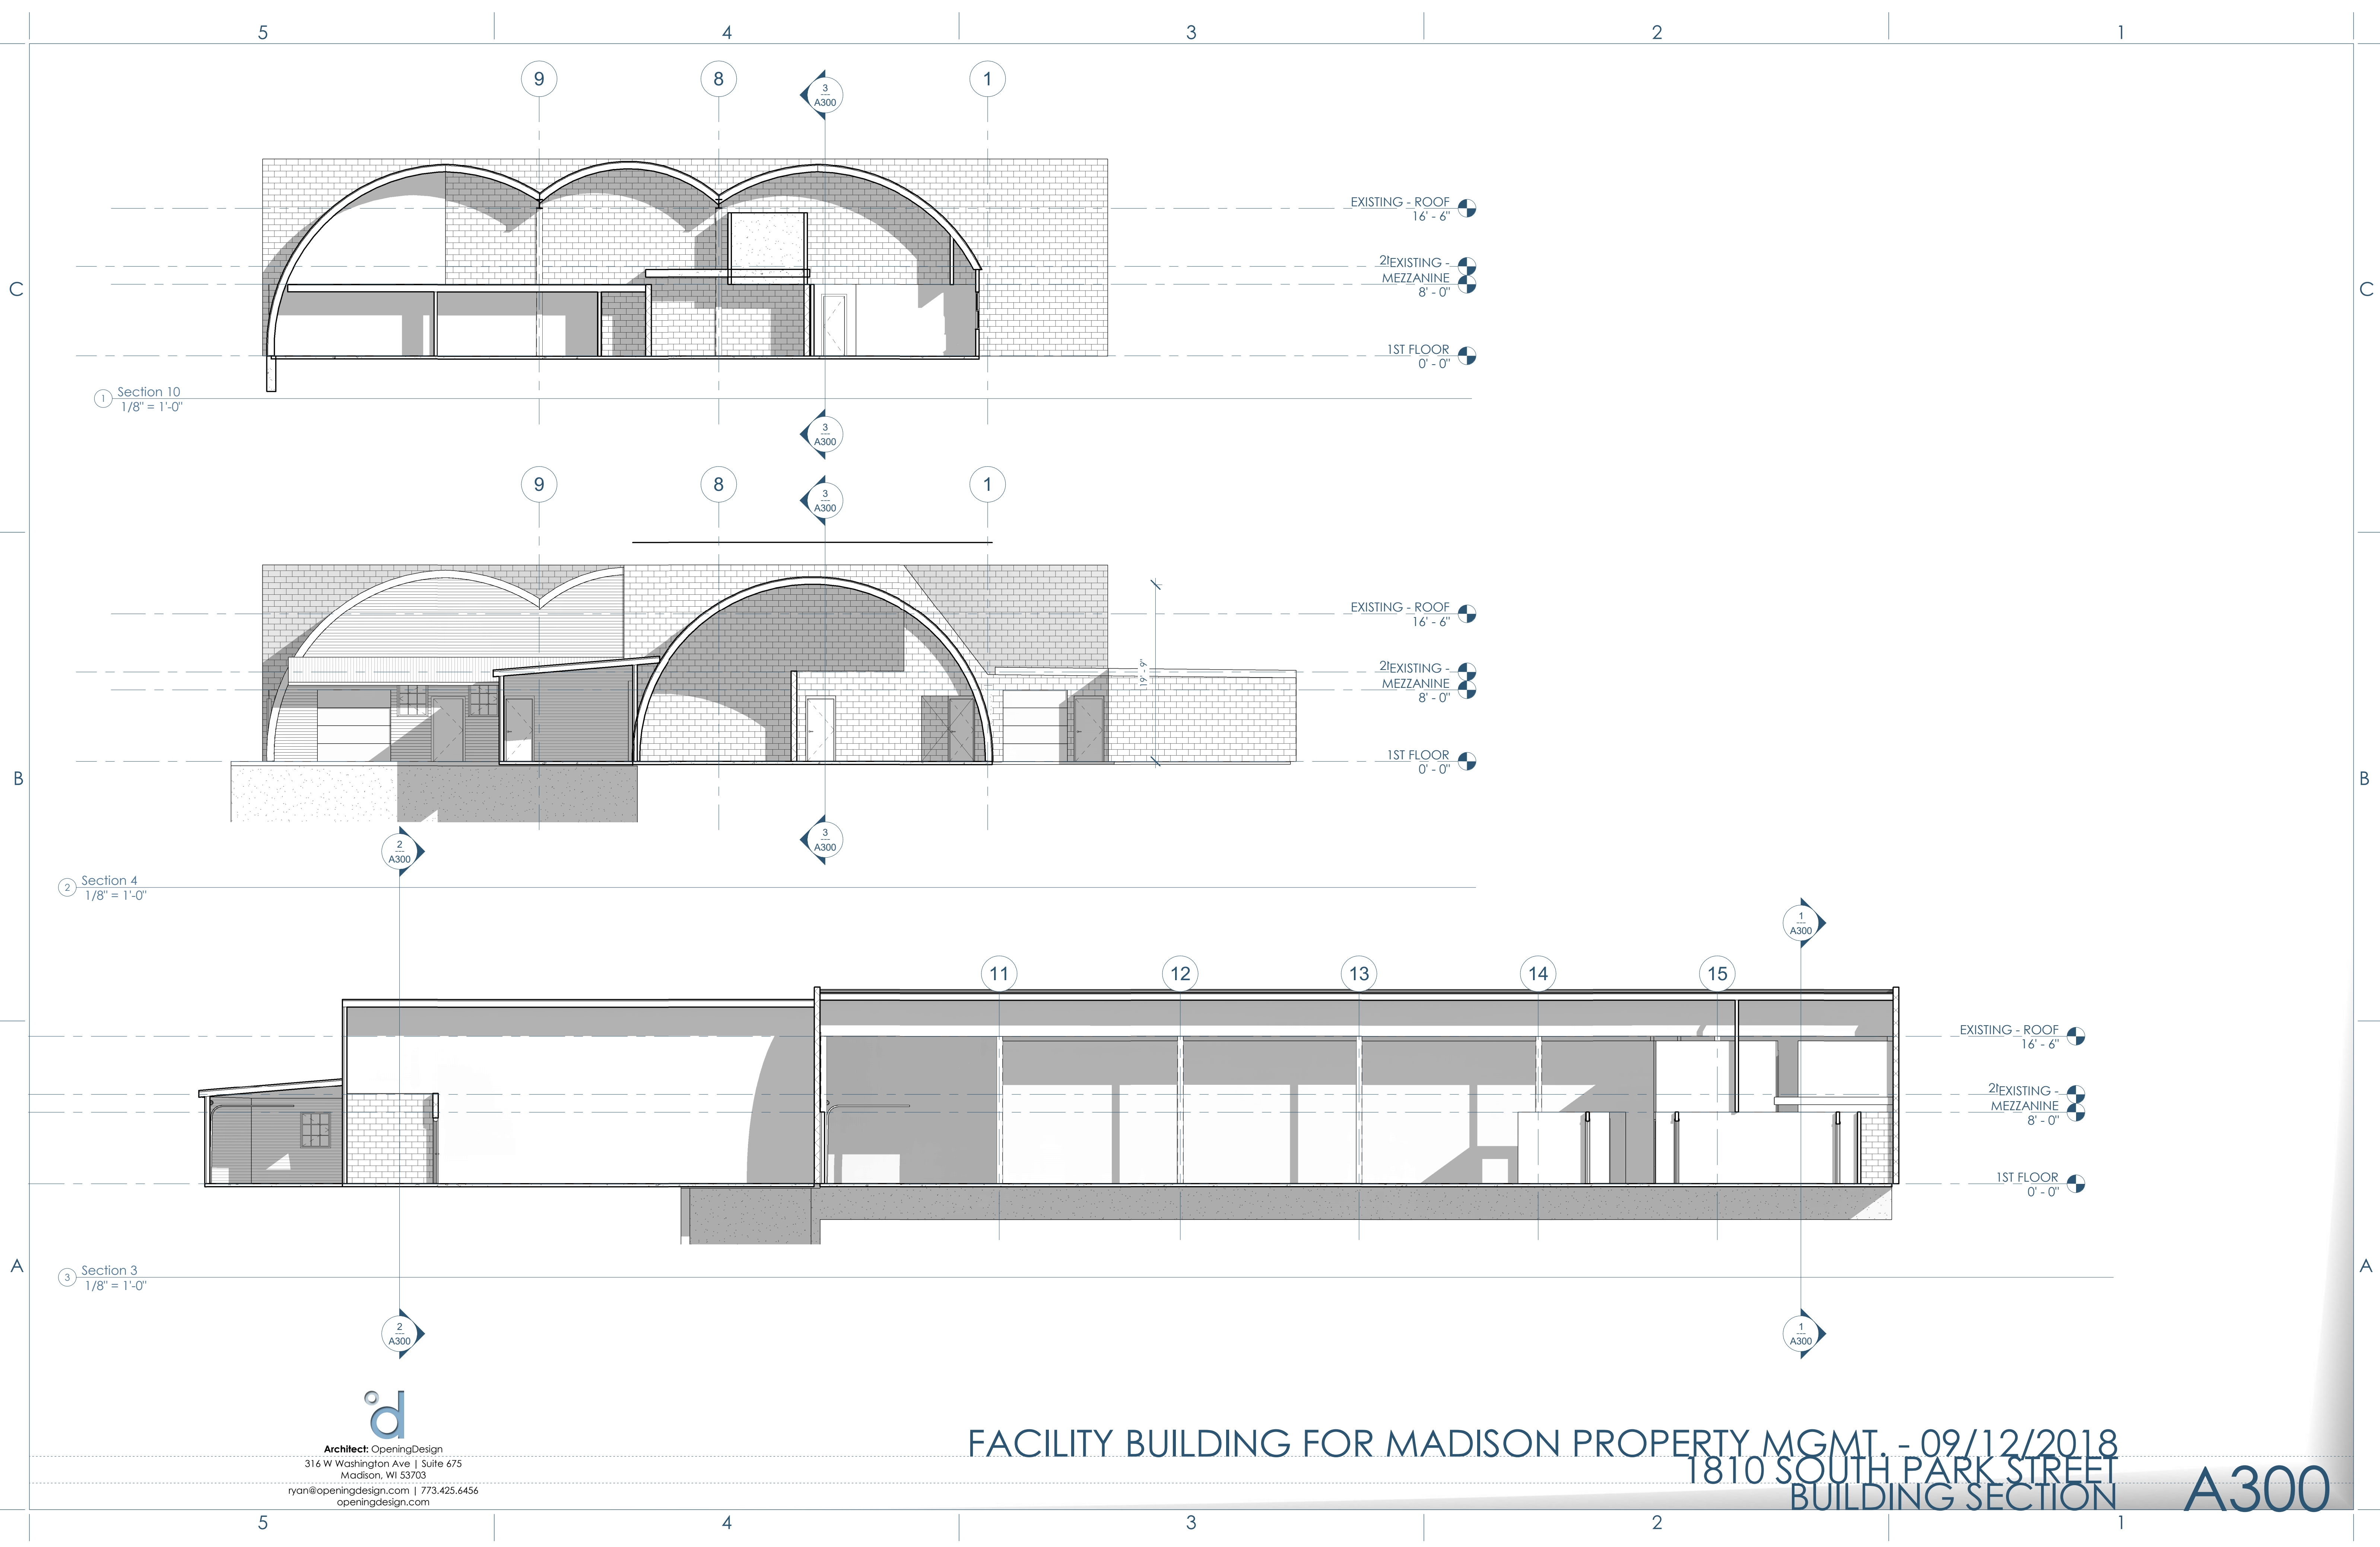 5 4 3 2 1
9 8 1
3
A300
EXISTING - ROOF
16' - 6"
EXISTING -
MEZZANINE
8' - 0"
C C
1ST FLOOR
0' - 0"
1 Section 10
1/8" = 1'-0"
3
A300
9 8 1
3
A300
EXISTING - ROOF
16' - 6"
EXISTING -
MEZZANINE
8' - 0"
19' - 9"
1ST FLOOR
0' - 0"
B B
3
A300
2
A300
2 Section 4
1/8" = 1'-0"
1
A300
11 12 13 14 15
EXISTING - ROOF
16' - 6"
EXISTING -
MEZZANINE
8' - 0"
1ST FLOOR
0' - 0"
A A
3 Section 3
1/8" = 1'-0"
2
A300
1
A300
d
Architect: OpeningDesign
316 W Washington Ave | Suite 675
Madison, WI 53703
ryan@openingdesign.com | 773.425.6456
openingdesign.com
FACILITY BUILDING FOR MADISON PROPERTY MGMT. - 09/12/2018
1810 SOUTH PARK STREET
BUILDING SECTION
A300
5 4 3 2 1